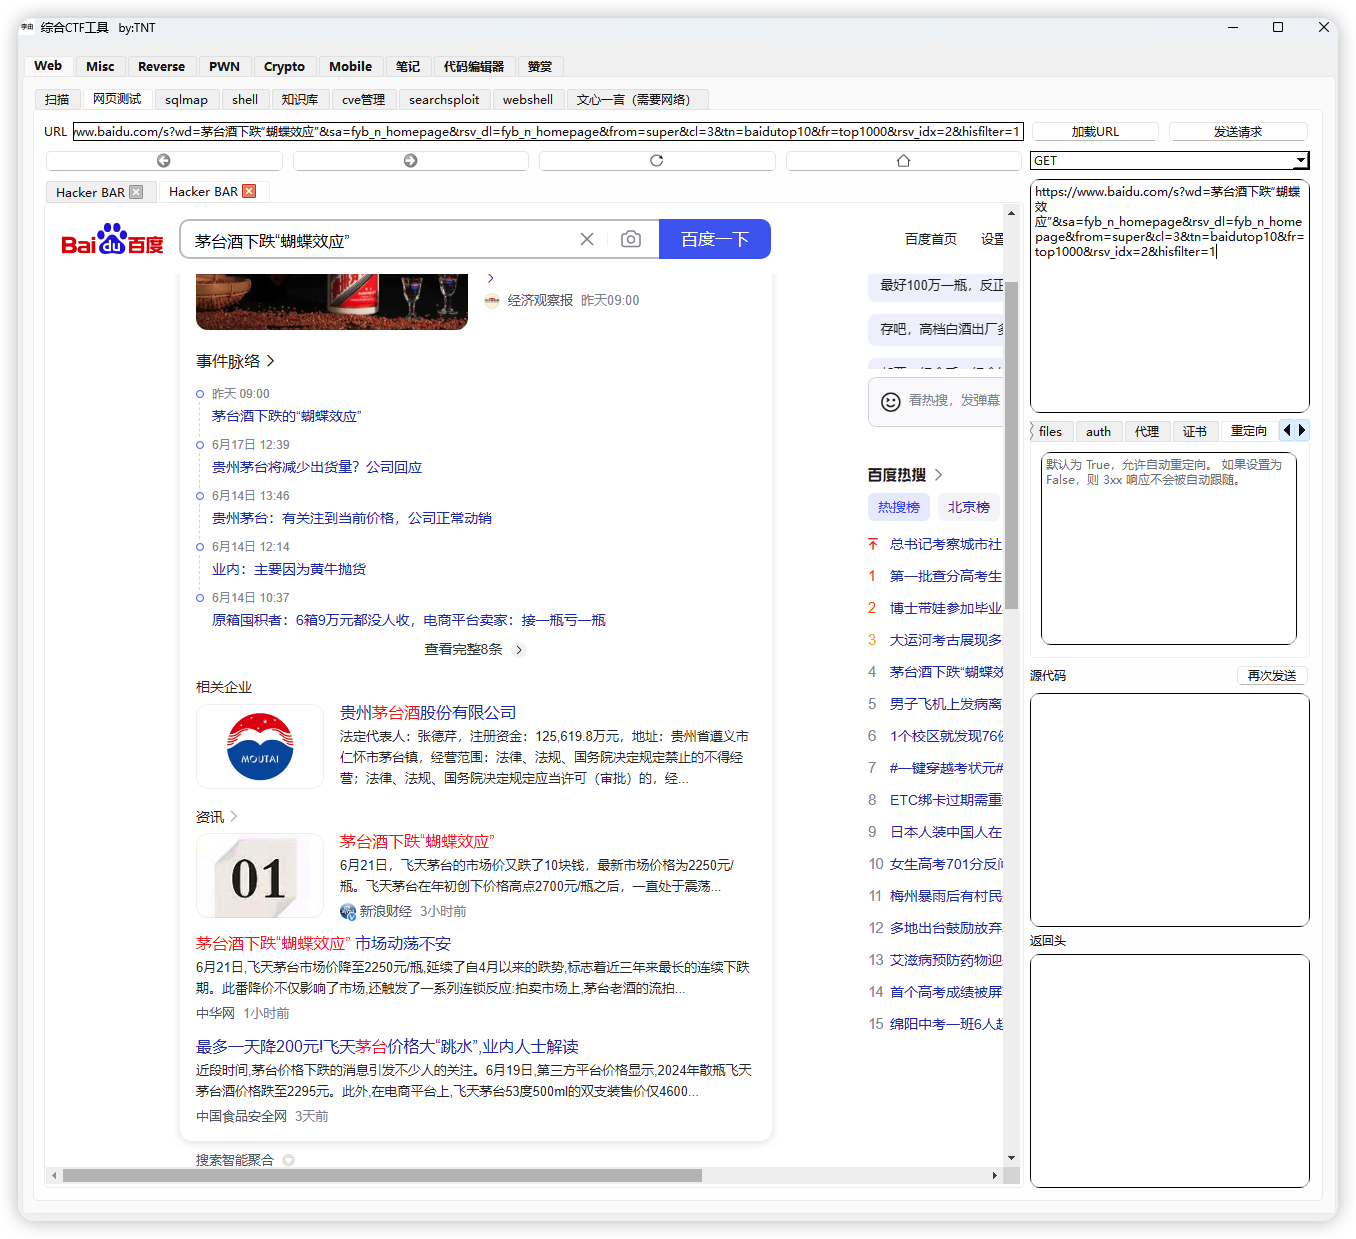 李由 综合CTF工具 by:TNT
Web Misc Reverse PWN Crypto Mobile 笔记 代码编辑器 赞赏
扫描 网页测试 sqlmap shell 知识库 cve管理 searchsploit webshell 文心一言（需要网络）
URL ww.baidu.com/s?wd=茅台酒下跌“蝴蝶效应”&sa=fyb_n_homepage&rsv_dl=fyb_n_homepage&from=super&cl=3&tn=baidutop10&fr=top1000&rsv_idx=2&hisfilter=1 加载URL 发送请求
GET
Hacker BAR Hacker BAR
https://www.baidu.com/s?wd=茅台酒下跌“蝴蝶
效
应”&sa=fyb_n_homepage&rsv_dl=fyb_n_home
page&from=super&cl=3&tn=baidutop10&fr=
top1000&rsv_idx=2&hisfilter=1
Bai du 百度 茅台酒下跌“蝴蝶效应” 百度一下 百度首页 设置
经济观察报 昨天09:00
事件脉络
昨天 09:00
茅台酒下跌的“蝴蝶效应”
6月17日 12:39
贵州茅台将减少出货量？公司回应
6月14日 13:46
贵州茅台：有关注到当前价格，公司正常动销
6月14日 12:14
业内：主要因为黄牛抛货
6月14日 10:37
原箱囤积者：6箱9万元都没人收，电商平台卖家：接一瓶亏一瓶
查看完整8条
相关企业
MOUTAI
贵州茅台酒股份有限公司
法定代表人：张德芹，注册资金：125,619.8万元，地址：贵州省遵义市
仁怀市茅台镇，经营范围：法律、法规、国务院决定规定禁止的不得经
营；法律、法规、国务院决定规定应当许可（审批）的，经...
资讯
01
茅台酒下跌“蝴蝶效应”
6月21日，飞天茅台的市场价又跌了10块钱，最新市场价格为2250元/
瓶。飞天茅台在年初创下价格高点2700元/瓶之后，一直处于震荡...
新浪财经 3小时前
茅台酒下跌“蝴蝶效应” 市场动荡不安
6月21日,飞天茅台市场价降至2250元/瓶,延续了自4月以来的跌势,标志着近三年来最长的连续下跌
期。此番降价不仅影响了市场,还触发了一系列连锁反应:拍卖市场上,茅台老酒的流拍...
中华网 1小时前
最多一天降200元!飞天茅台价格大“跳水”,业内人士解读
近段时间,茅台价格下跌的消息引发不少人的关注。6月19日,第三方平台价格显示,2024年散瓶飞天
茅台酒价格跌至2295元。此外,在电商平台上,飞天茅台53度500ml的双支装售价仅4600...
中国食品安全网 3天前
搜索智能聚合
最好100万一瓶，反正
存吧，高档白酒出厂多
看热搜，发弹幕
百度热搜
热搜榜 北京榜
总书记考察城市社
1 第一批查分高考生
2 博士带娃参加毕业
3 大运河考古展现多
4 茅台酒下跌“蝴蝶效
5 男子飞机上发病离
6 1个校区就发现76例
7 #一键穿越考状元#
8 ETC绑卡过期需重
9 日本人装中国人在
10 女生高考701分反问
11 梅州暴雨后有村民
12 多地出台鼓励放弃
13 艾滋病预防药物迎
14 首个高考成绩被屏
15 绵阳中考一班6人超
files auth 代理 证书 重定向
默认为 True，允许自动重定向。 如果设置为
False，则 3xx 响应不会被自动跟随。
源代码 再次发送
返回头